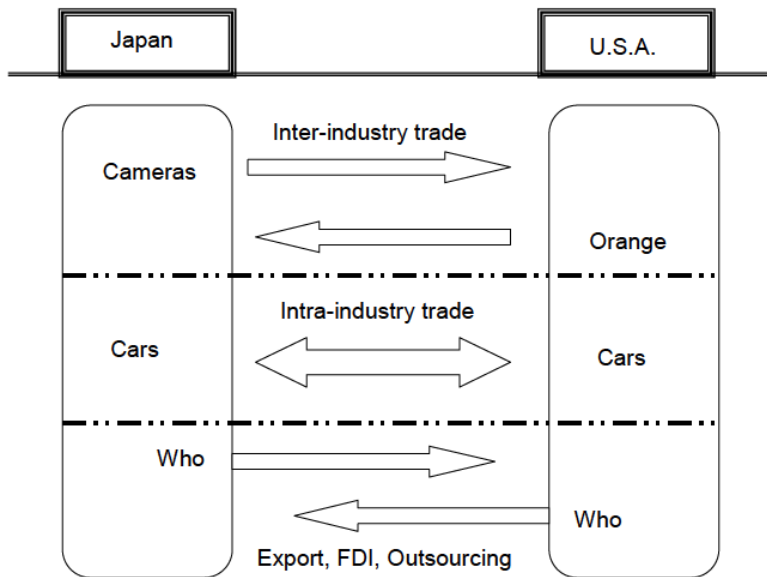 Japan
U.S.A.
Inter-industry trade
Cameras
Orange
Intra-industry trade
Cars
Cars
Who
Who
Export, FDI, Outsourcing